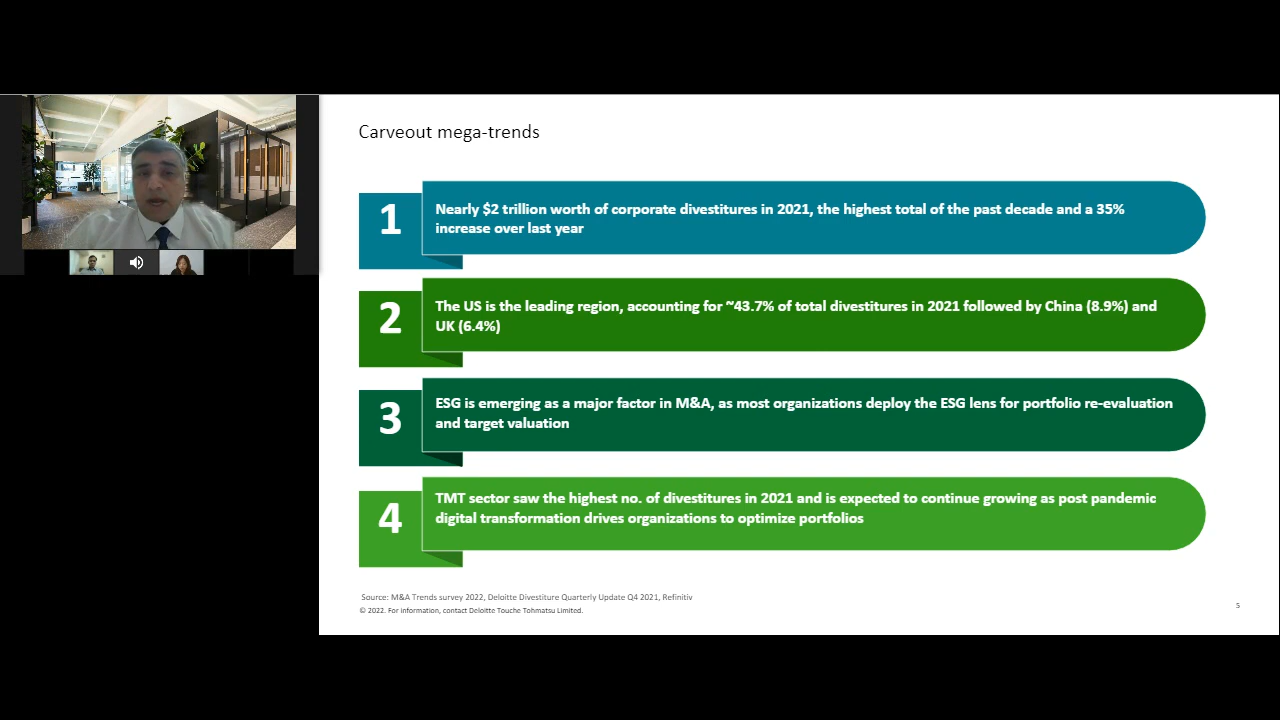 Carveout mega-trends
1
Nearly $2 trillion worth of corporate divestitures in 2021, the highest total of the past decade and a 35%
increase over last year
2
The US is the leading region, accounting for ~43.7% of total divestitures in 2021 followed by China (8.9%) and
UK (6.4%)
3
ESG is emerging as a major factor in M&A, as most organizations deploy the ESG lens for portfolio re-evaluation
and target valuation
4
TMT sector saw the highest no. of divestitures in 2021 and is expected to continue growing as post pandemic
digital transformation drives organizations to optimize portfolios
Source: M&A Trends survey 2022, Deloitte Divestiture Quarterly Update Q4 2021, Refinitiv
© 2022. For information, contact Deloitte Touche Tohmatsu Limited.
5